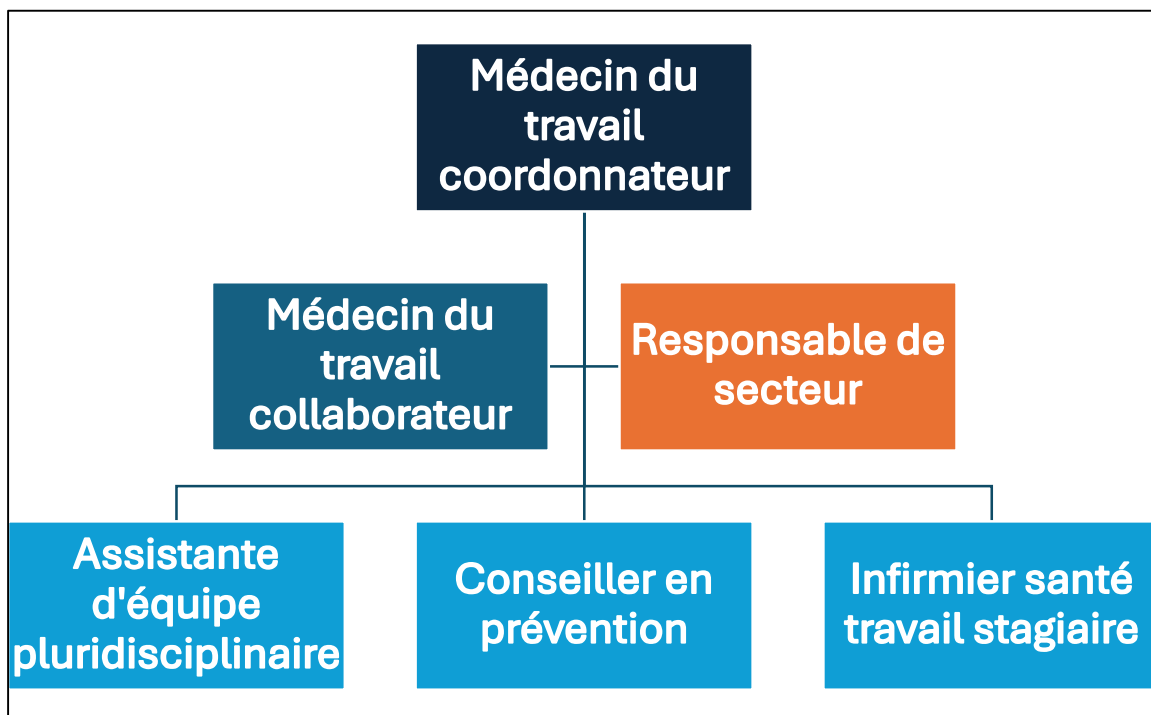 Médecin du
travail
coordonnateur
Médecin du
travail
collaborateur
Responsable de
secteur
Assistante
d'équipe
pluridisciplinaire
Conseiller en
prévention
Infirmier santé
travail stagiaire